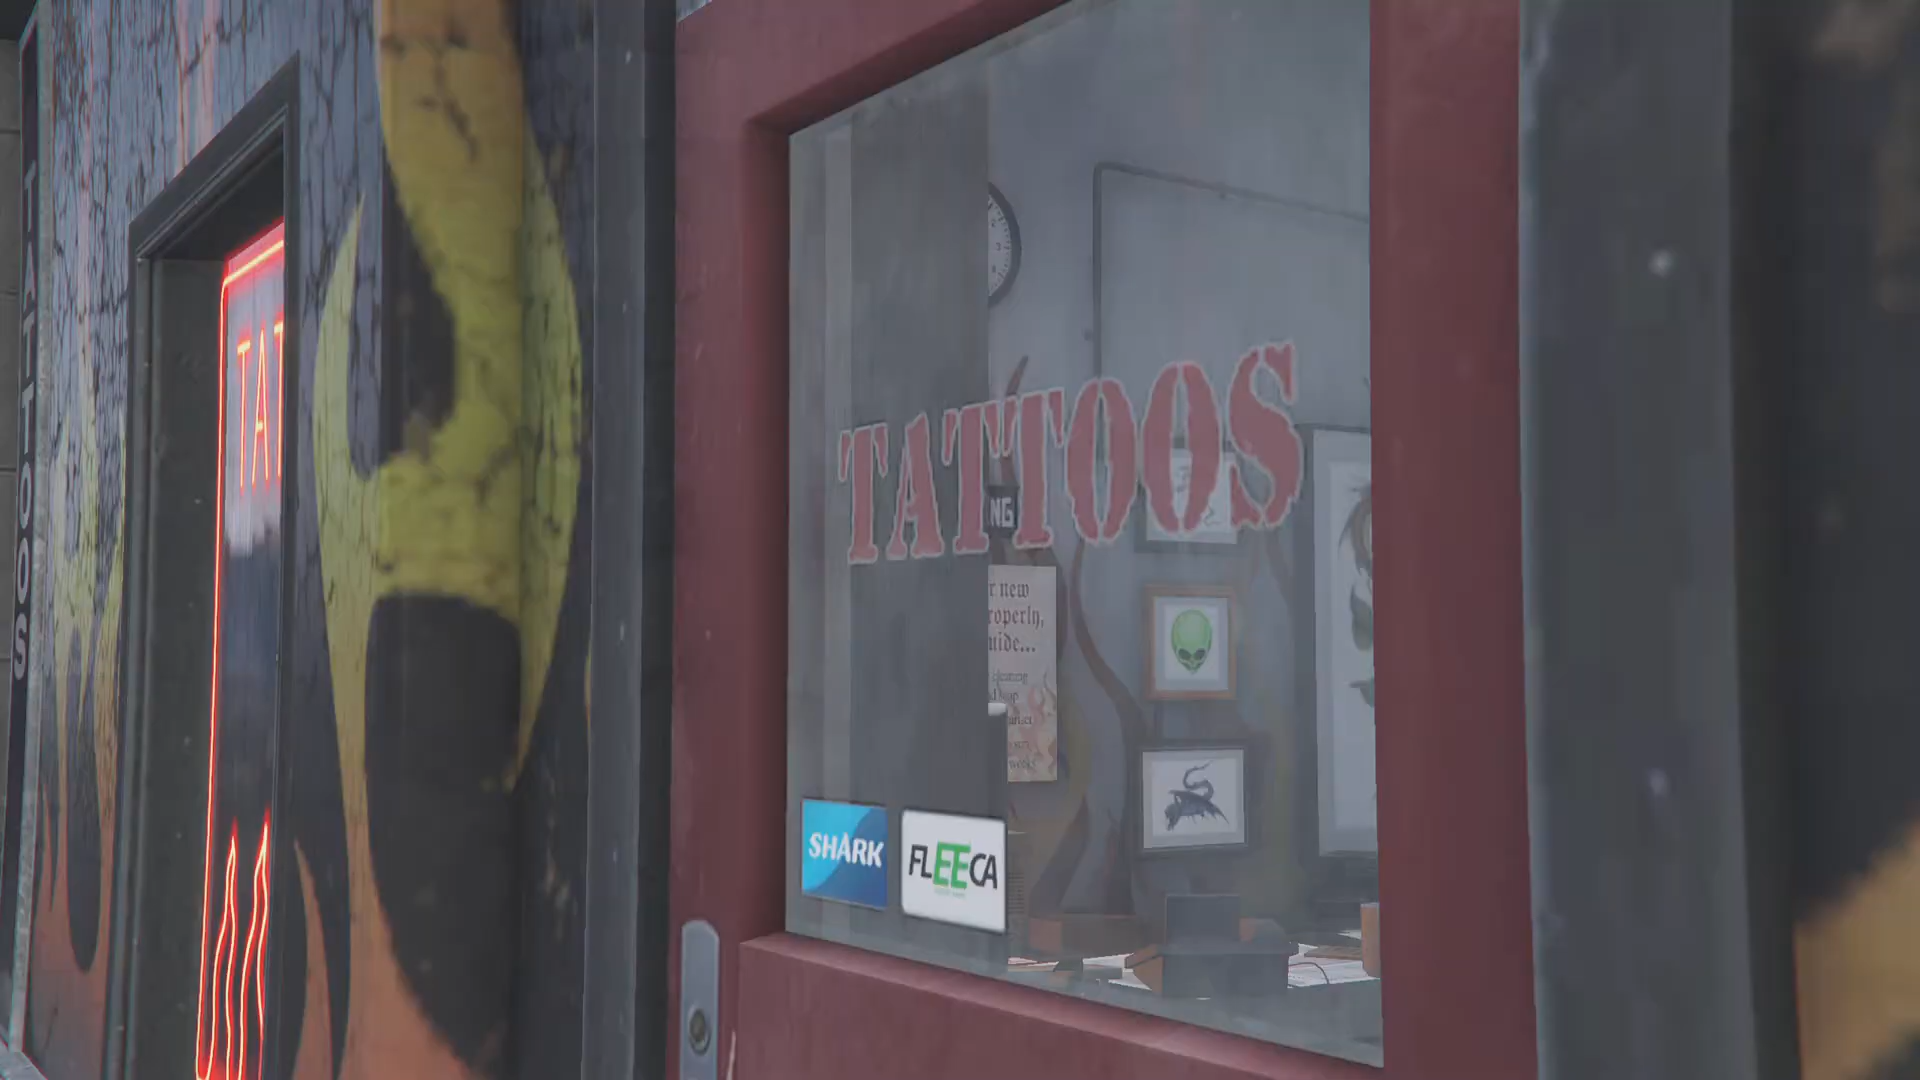 TATTOOS
TAT
TATTOOS
NG
r new
roperly,
uide...
SHARK
FLEECA